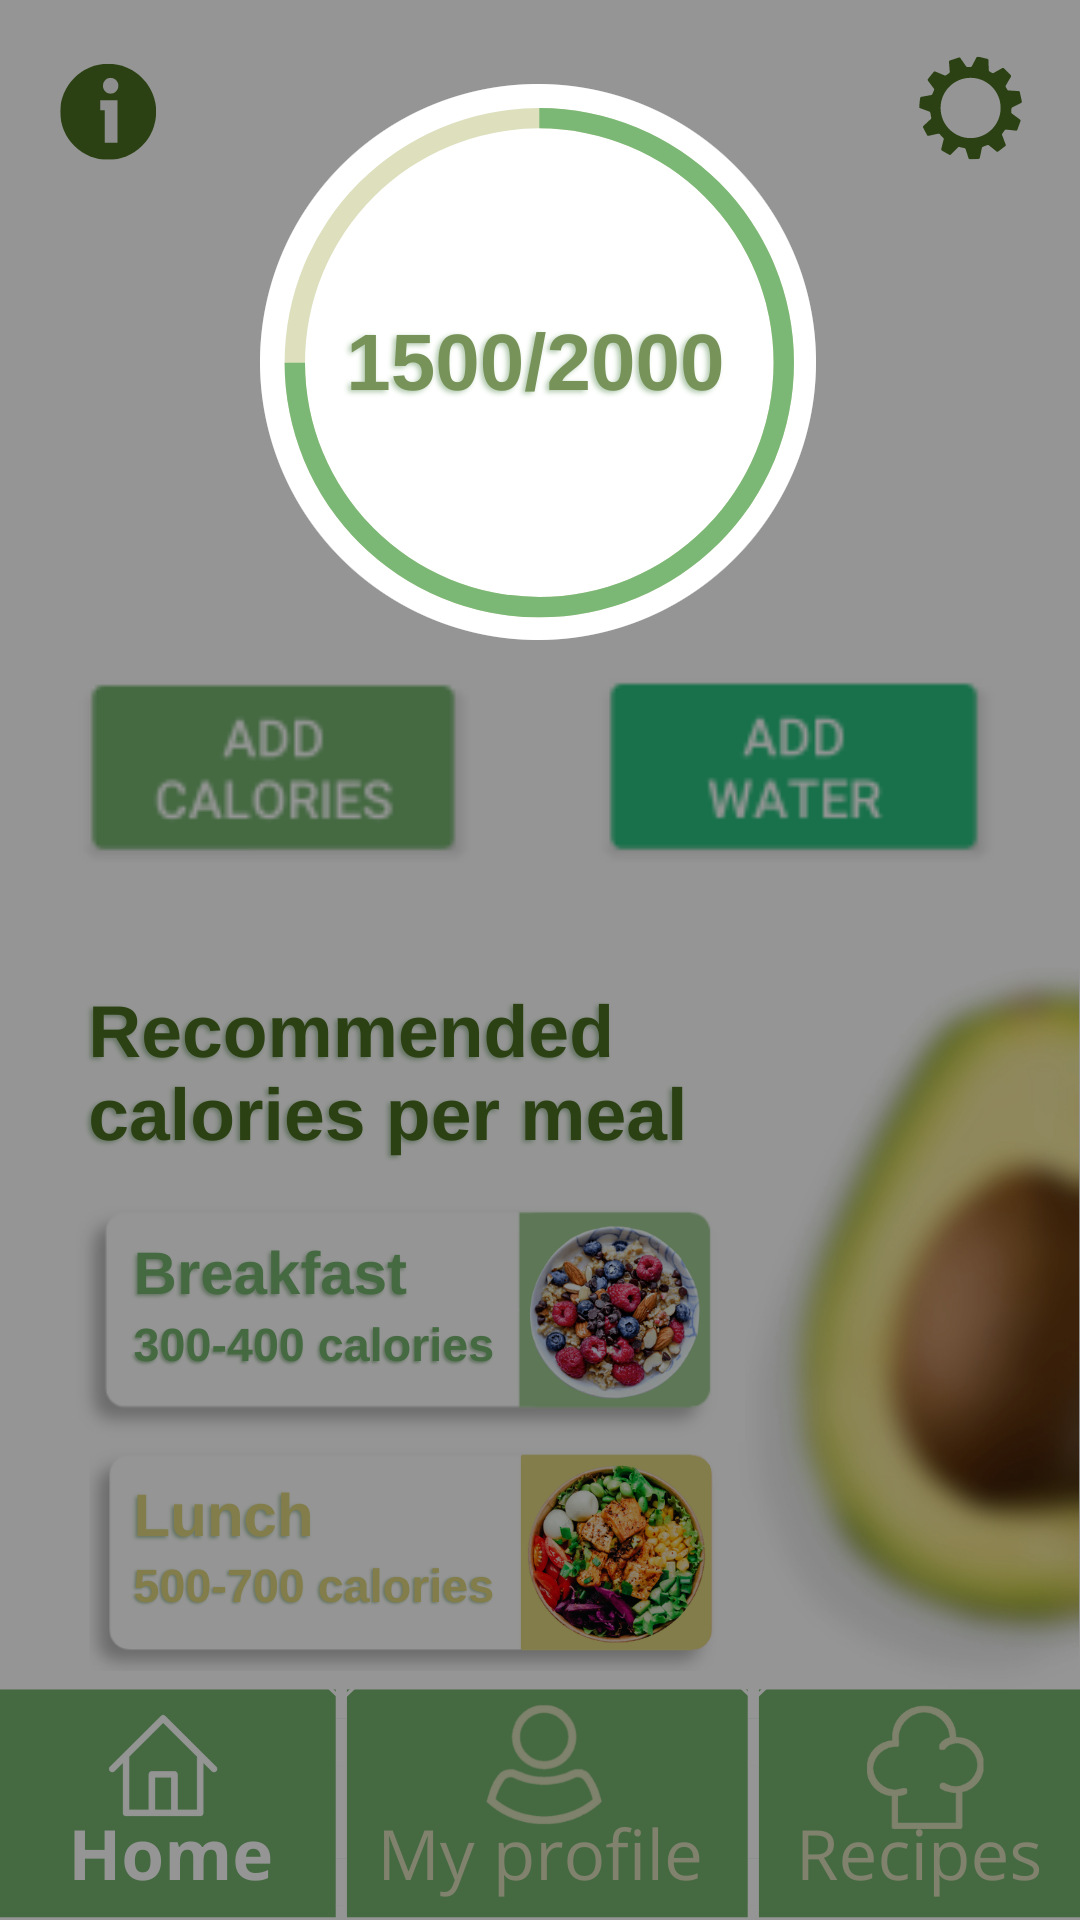 1500/2000
ADD
CALORIES
ADD
WATER
Recommended
calories per meal
Breakfast
300-400 calories
Lunch
500-700 calories
Home
My profile
Recipes